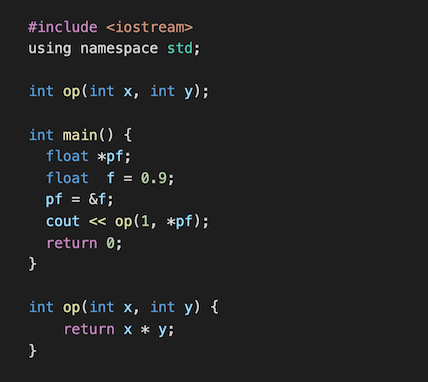 #include <iostream>
using namespace std;
int op(int x, int y);
int main() {
float *pf;
float  f = 0.9;
pf = &f;
cout << op(1, *pf);
return 0;
}
int op(int x, int y) {
return x * y;
}